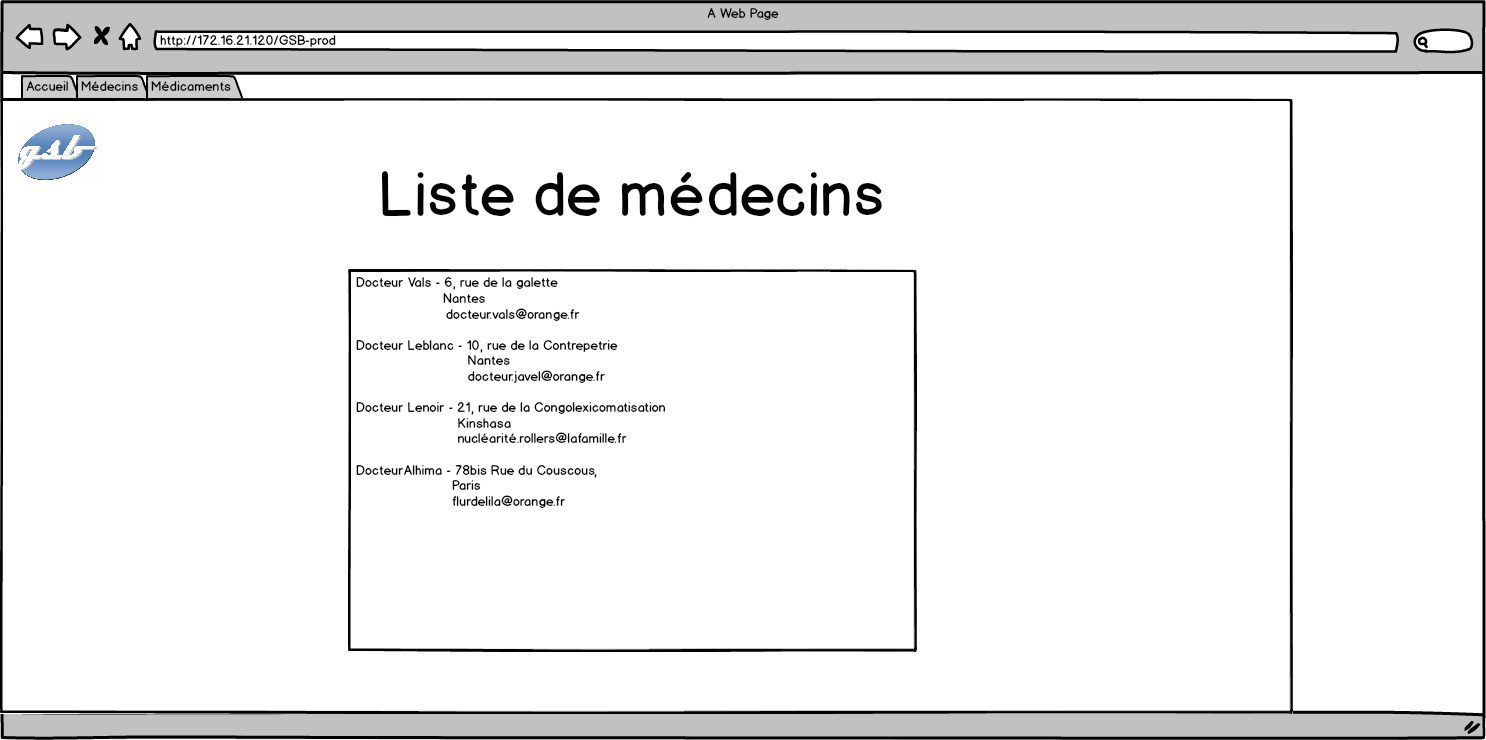 A Web Page
http://172.16.21.120/GSB-prod
Accueil Médecins Médicaments
gsb
Liste de médecins
Docteur Vals - 6, rue de la galette
Nantes
docteur.vals@orange.fr
Docteur Leblanc - 10, rue de la Contrepetrie
Nantes
docteur.javel@orange.fr
Docteur Lenoir - 21, rue de la Congolexicomatisation
Kinshasa
nucléarité.rollers@lafamille.fr
DocteurAlhima - 78bis Rue du Couscous,
Paris
flurdelila@orange.fr